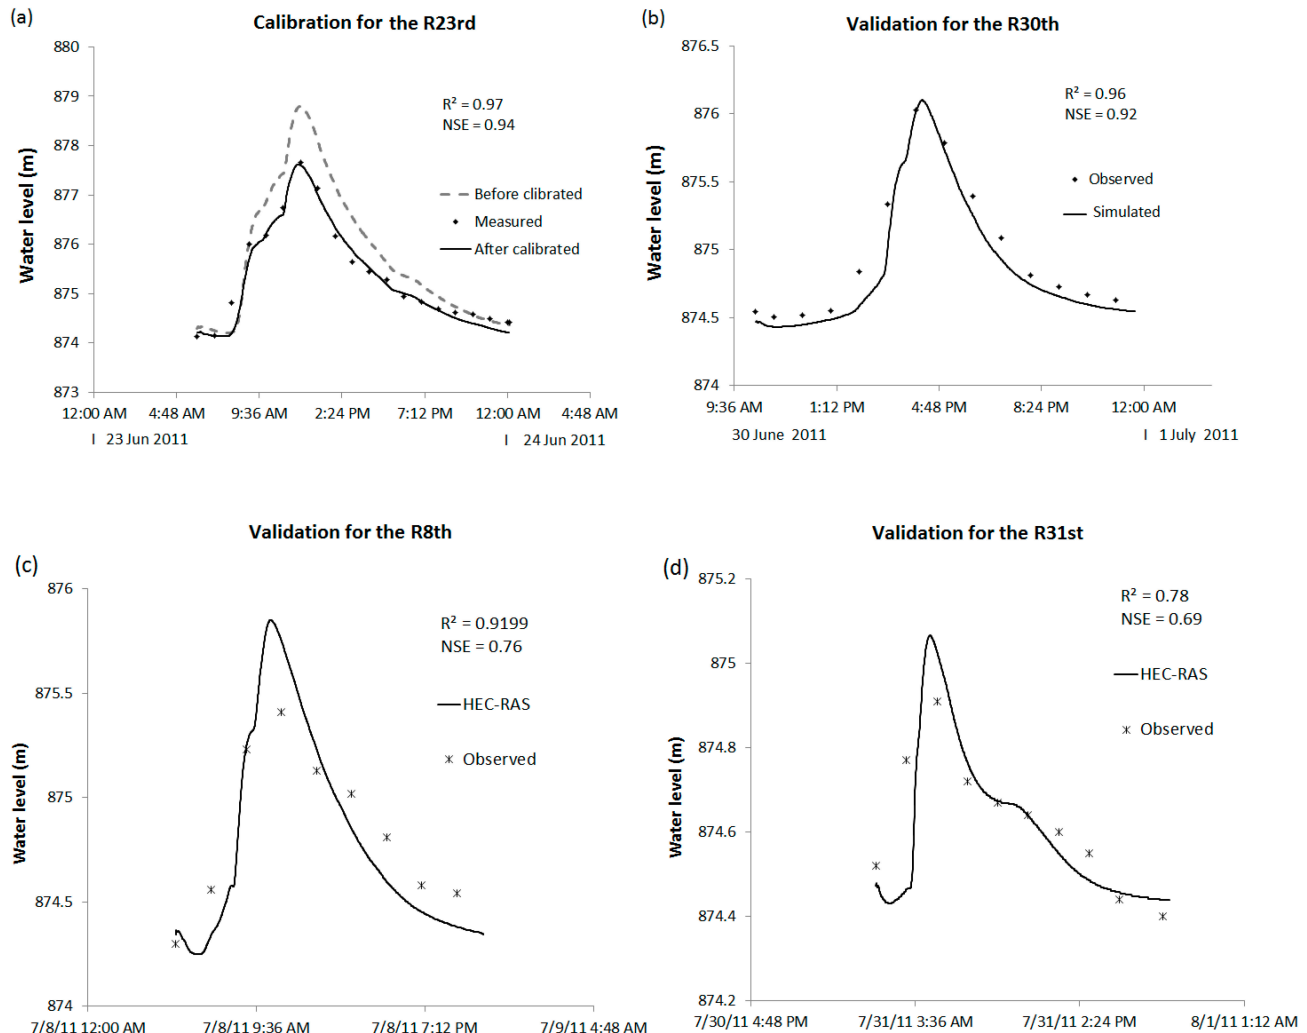 (a)
Calibration for the R23rd
880
879
878
877
876
875
874
873
Water level (m)
R² = 0.97
NSE = 0.94
Before clibrated
Measured
After calibrated
12:00 AM 4:48 AM 9:36 AM 2:24 PM 7:12 PM 12:00 AM 4:48 AM
23 Jun 2011 24 Jun 2011
(b)
Validation for the R30th
876.5
876
875.5
875
874.5
874
Water level (m)
R² = 0.96
NSE = 0.92
Observed
Simulated
9:36 AM 1:12 PM 4:48 PM 8:24 PM 12:00 AM
30 June 2011 1 July 2011
(c)
Validation for the R8th
876
875.5
875
874.5
874
Water level (m)
R² = 0.9199
NSE = 0.76
HEC-RAS
Observed
7/8/11 12:00 AM 7/8/11 9:36 AM 7/8/11 7:12 PM 7/9/11 4:48 AM
(d)
Validation for the R31st
875.2
875
874.8
874.6
874.4
874.2
Water level (m)
R² = 0.78
NSE = 0.69
HEC-RAS
Observed
7/30/11 4:48 PM 7/31/11 3:36 AM 7/31/11 2:24 PM 8/1/11 1:12 AM